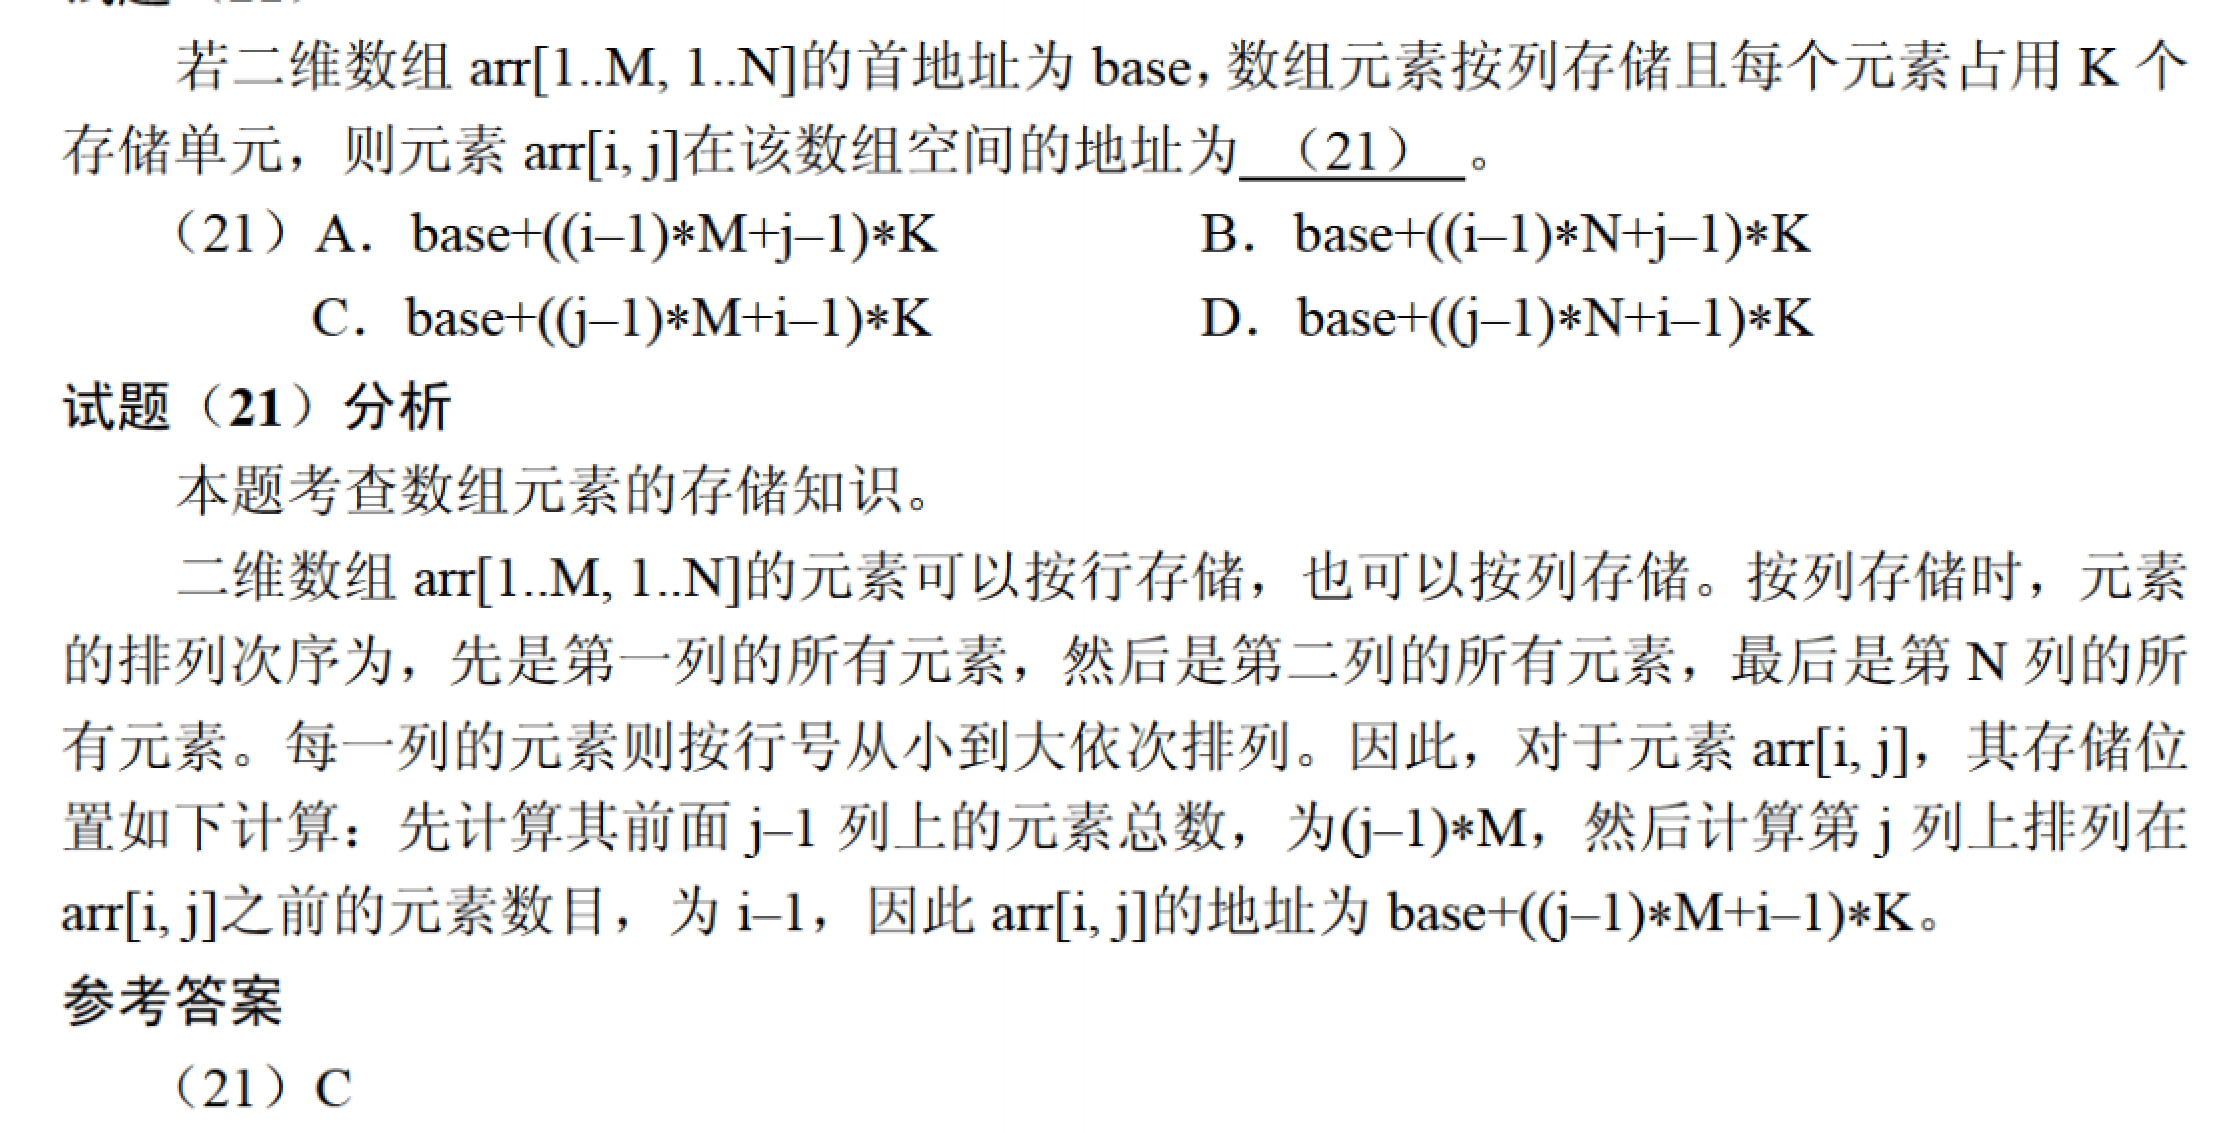 若二维数组 arr[1..M, 1..N]的首地址为 base，数组元素按列存储且每个元素占用 K 个
存储单元，则元素 arr[i, j]在该数组空间的地址为 （21） 。
（21）A． base+((i–1)*M+j–1)*K B． base+((i–1)*N+j–1)*K
C． base+((j–1)*M+i–1)*K D． base+((j–1)*N+i–1)*K
试题（21）分析
本题考查数组元素的存储知识。
二维数组 arr[1..M, 1..N]的元素可以按行存储，也可以按列存储。按列存储时，元素
的排列次序为，先是第一列的所有元素，然后是第二列的所有元素，最后是第 N 列的所
有元素。每一列的元素则按行号从小到大依次排列。因此，对于元素 arr[i, j]，其存储位
置如下计算：先计算其前面 j–1 列上的元素总数，为(j–1)*M，然后计算第 j 列上排列在
arr[i, j]之前的元素数目，为 i–1，因此 arr[i, j]的地址为 base+((j–1)*M+i–1)*K。
参考答案
（21）C